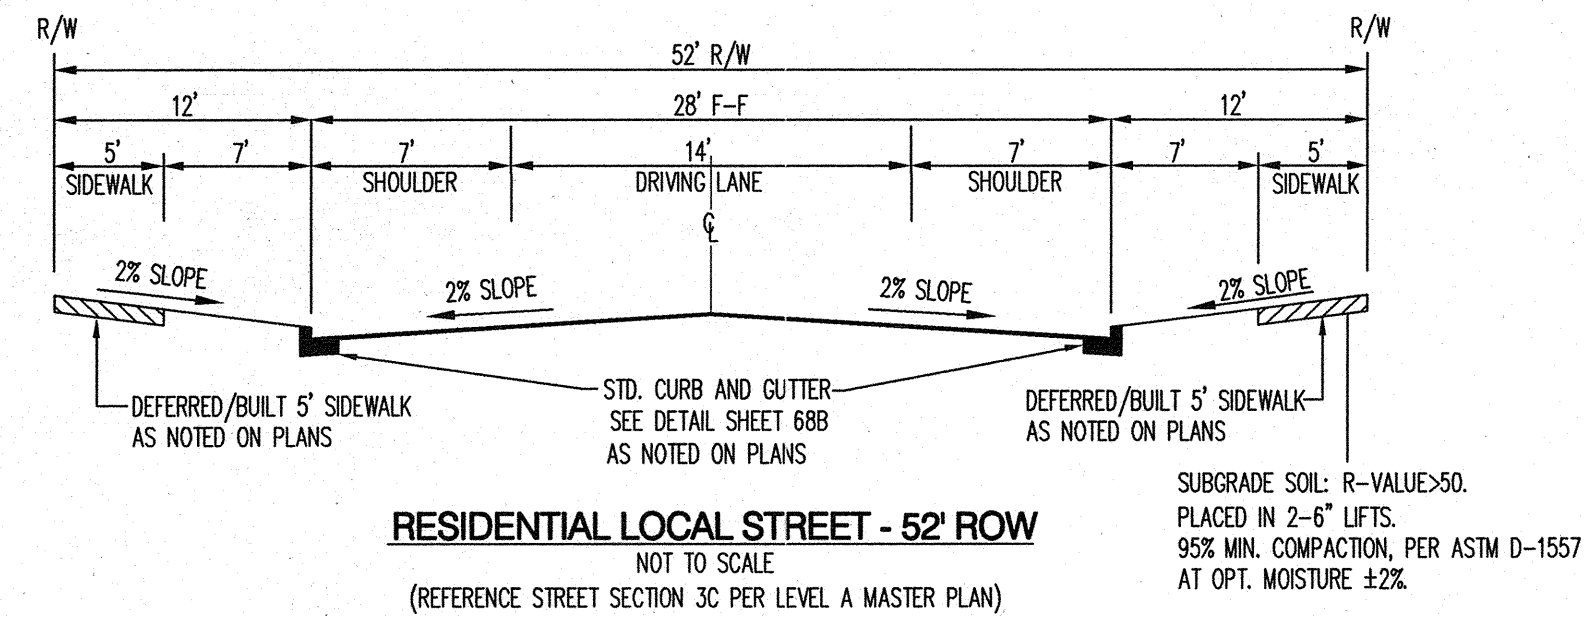 R/W
R/W
52' R/W
12'
28' F-F
12'
5'
7'
7'
14'
7'
7'
5'
SIDEWALK
SHOULDER
DRIVING LANE
SHOULDER
SIDEWALK
℄
2% SLOPE
2% SLOPE
2% SLOPE
2% SLOPE
DEFERRED/BUILT 5' SIDEWALK
AS NOTED ON PLANS
STD. CURB AND GUTTER
SEE DETAIL SHEET 68B
AS NOTED ON PLANS
DEFERRED/BUILT 5' SIDEWALK
AS NOTED ON PLANS
SUBGRADE SOIL: R-VALUE>50.
PLACED IN 2-6" LIFTS.
95% MIN. COMPACTION, PER ASTM D-1557
AT OPT. MOISTURE ±2%.
RESIDENTIAL LOCAL STREET - 52' ROW
NOT TO SCALE
(REFERENCE STREET SECTION 3C PER LEVEL A MASTER PLAN)